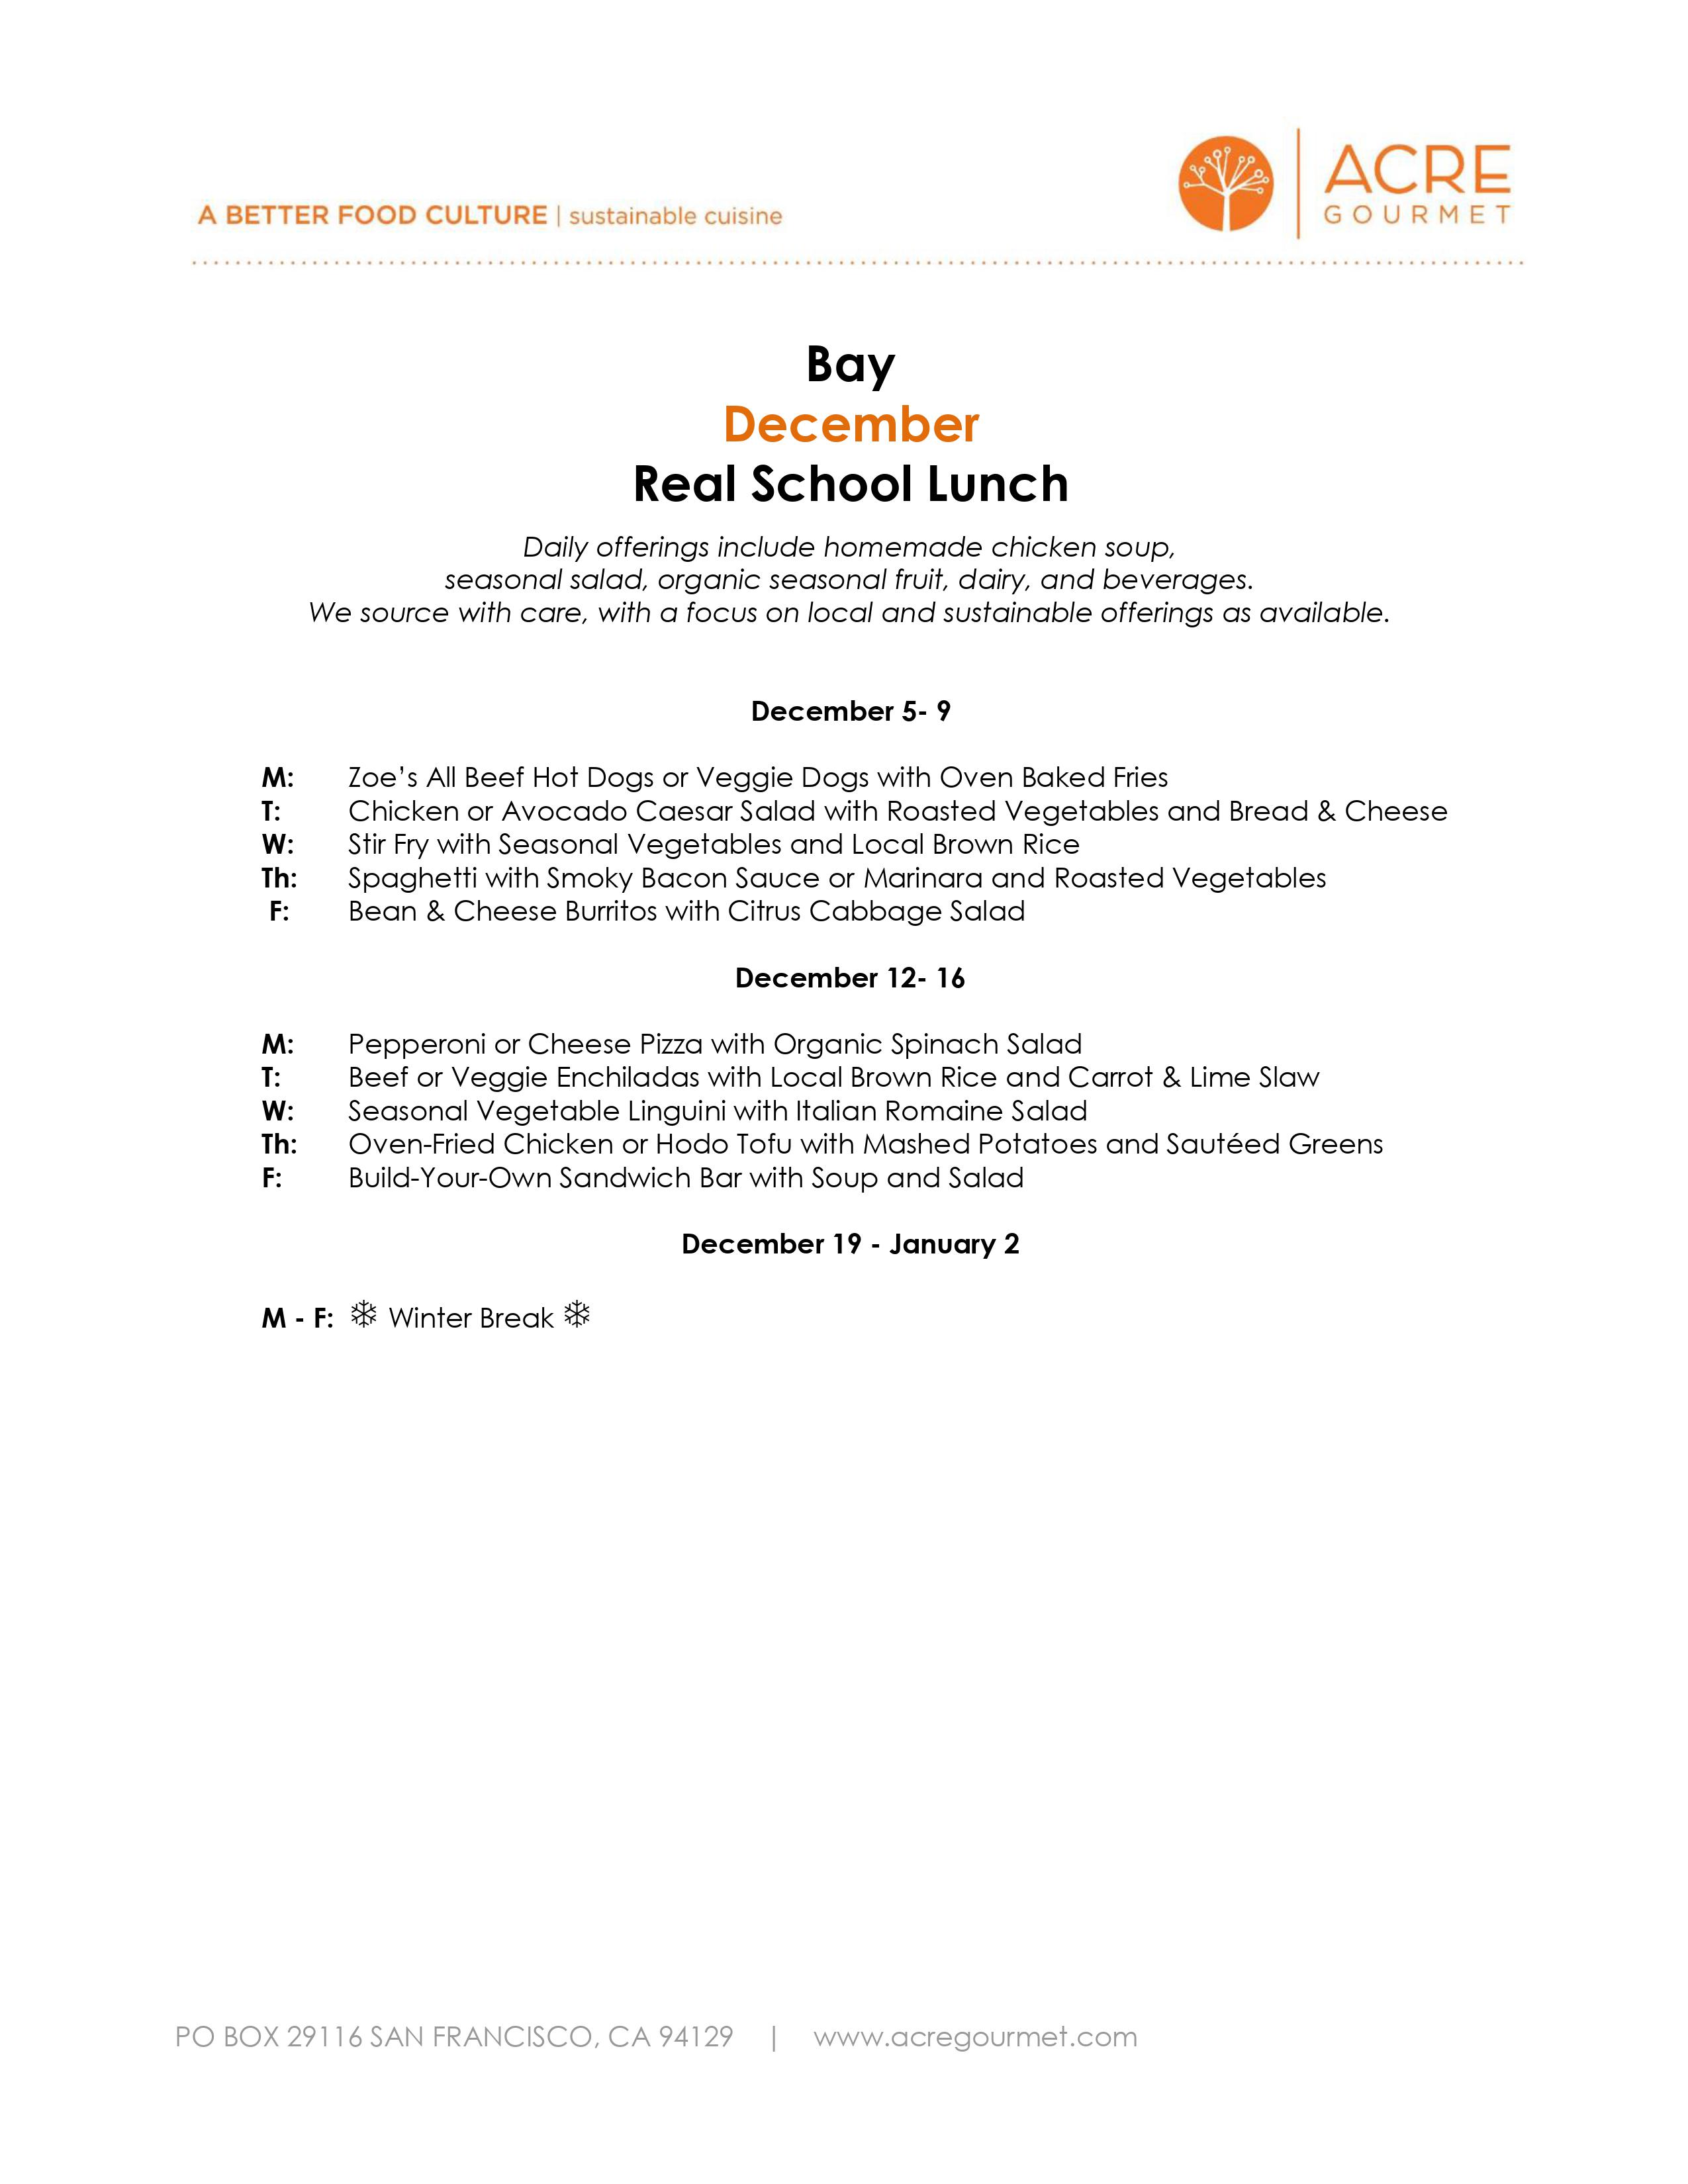 A BETTER FOOD CULTURE | sustainable cuisine
ACRE
GOURMET
Bay
December
Real School Lunch
Daily offerings include homemade chicken soup,
seasonal salad, organic seasonal fruit, dairy, and beverages.
We source with care, with a focus on local and sustainable offerings as available.
December 5- 9
M: Zoe’s All Beef Hot Dogs or Veggie Dogs with Oven Baked Fries
T: Chicken or Avocado Caesar Salad with Roasted Vegetables and Bread & Cheese
W: Stir Fry with Seasonal Vegetables and Local Brown Rice
Th: Spaghetti with Smoky Bacon Sauce or Marinara and Roasted Vegetables
F: Bean & Cheese Burritos with Citrus Cabbage Salad
December 12- 16
M: Pepperoni or Cheese Pizza with Organic Spinach Salad
T: Beef or Veggie Enchiladas with Local Brown Rice and Carrot & Lime Slaw
W: Seasonal Vegetable Linguini with Italian Romaine Salad
Th: Oven-Fried Chicken or Hodo Tofu with Mashed Potatoes and Sautéed Greens
F: Build-Your-Own Sandwich Bar with Soup and Salad
December 19 - January 2
M - F: ❄ Winter Break ❄
PO BOX 29116 SAN FRANCISCO, CA 94129 | www.acregourmet.com